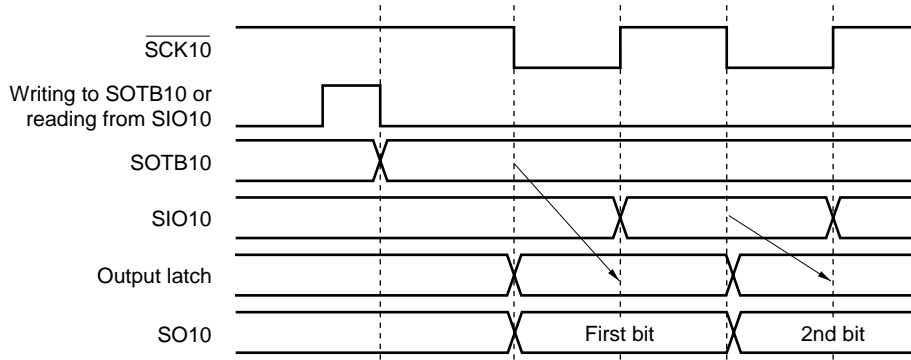 SCK10
Writing to SOTB10 or
reading from SIO10
SOTB10
SIO10
Output latch
SO10
First bit
2nd bit